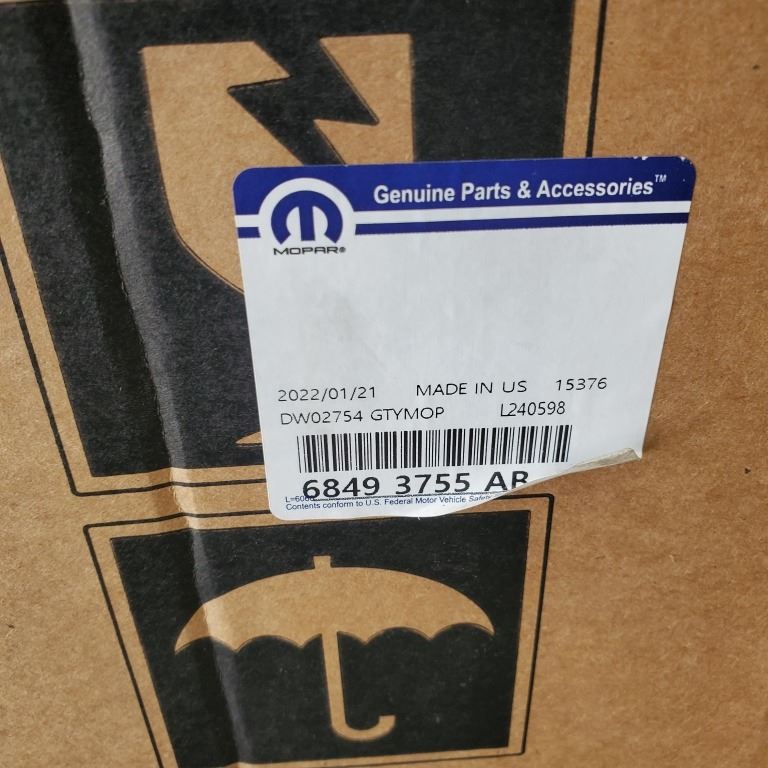 Genuine Parts & Accessories™
MOPAR®
2022/01/21 MADE IN US 15376
DW02754 GTYMOP L240598
6849 3755 AB
Contents conform to U.S. Federal Motor Vehicle Safety